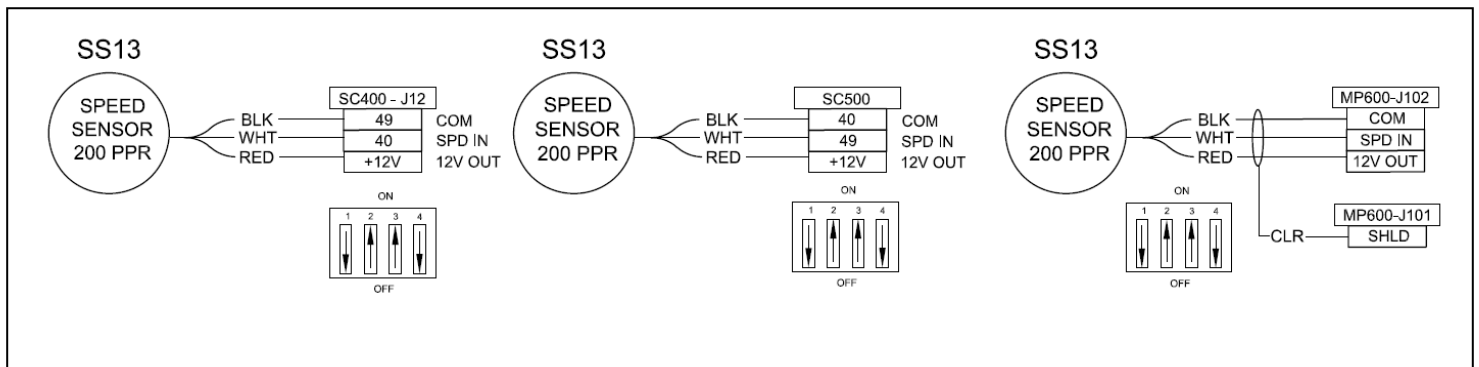 SS13
SPEED
SENSOR
200 PPR
BLK
WHT
RED
SC400 - J12
49 COM
40 SPD IN
+12V 12V OUT
ON
1 2 3 4
OFF
SS13
SPEED
SENSOR
200 PPR
BLK
WHT
RED
SC500
40 COM
49 SPD IN
+12V 12V OUT
ON
1 2 3 4
OFF
SS13
SPEED
SENSOR
200 PPR
BLK
WHT
RED
MP600-J102
COM
SPD IN
12V OUT
ON
1 2 3 4
OFF
CLR
MP600-J101
SHLD